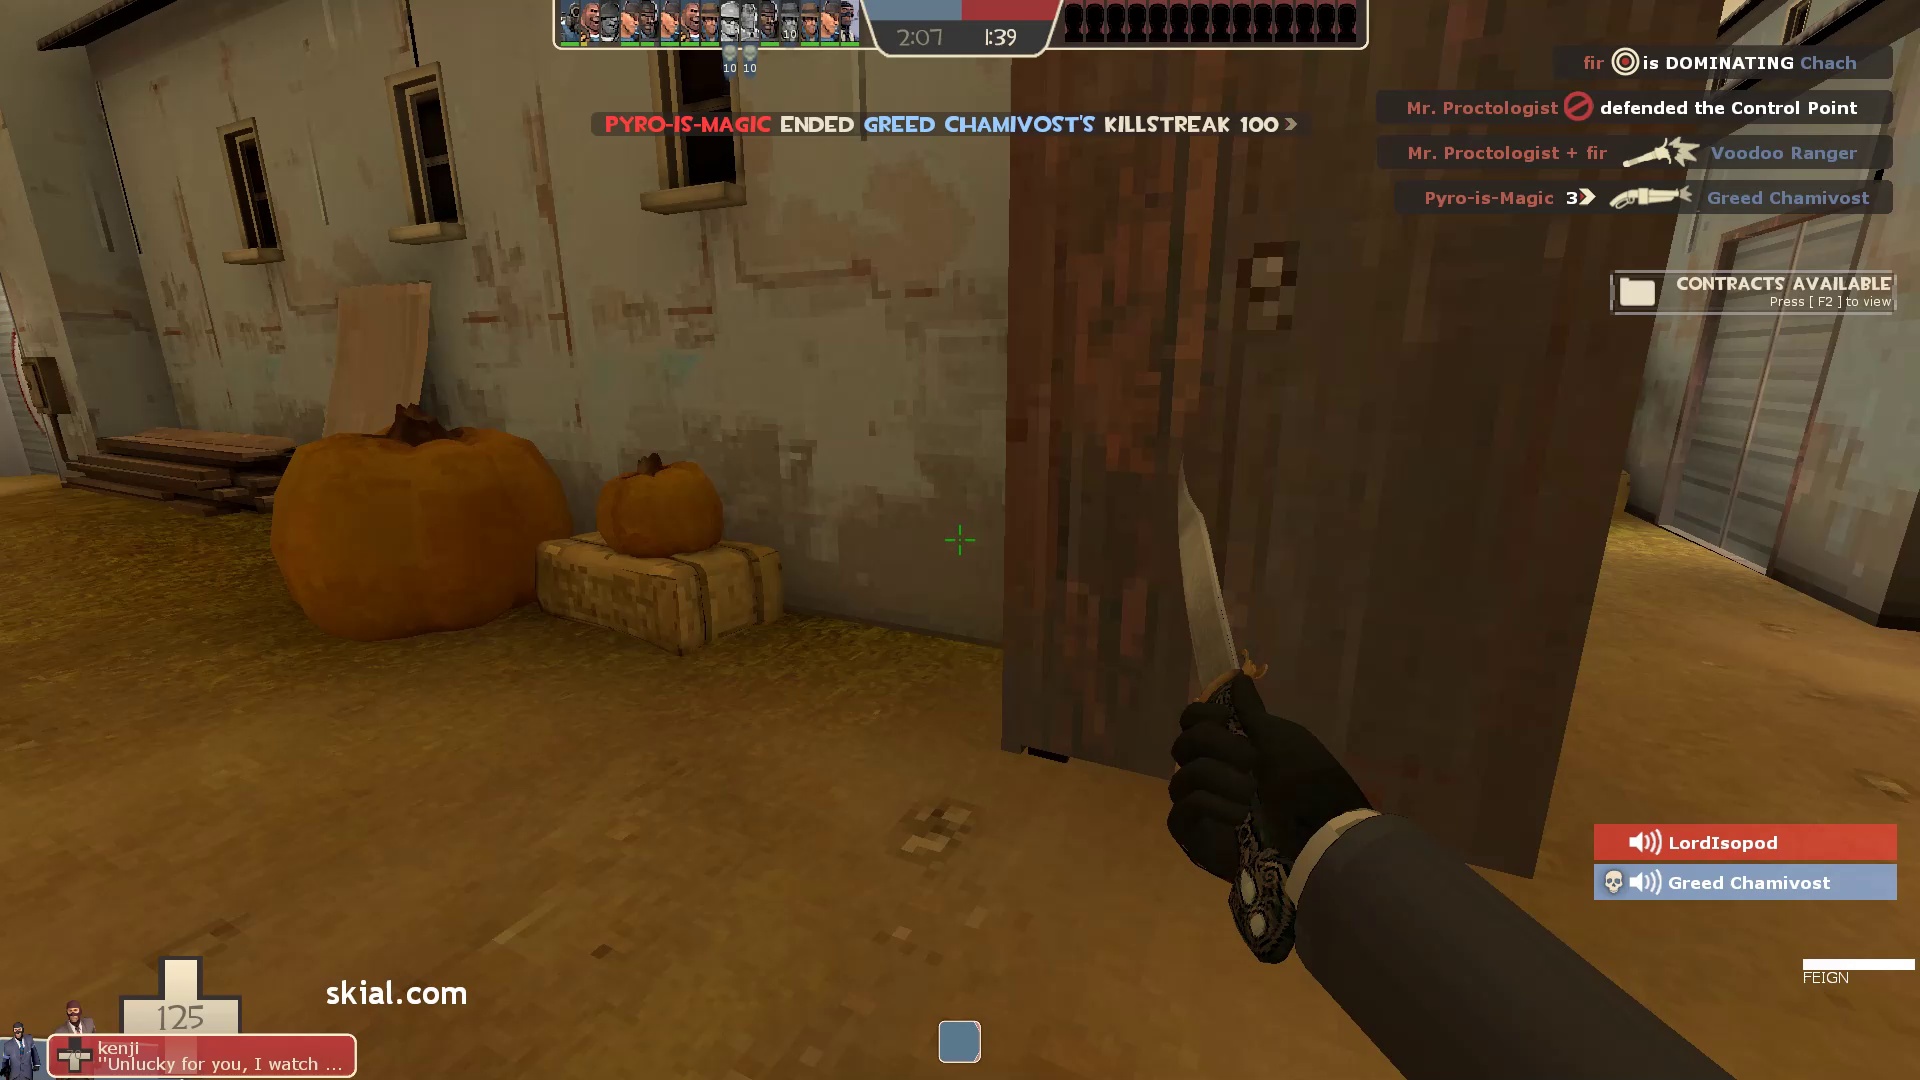 10
2:07
1:39
10 10
PYRO-IS-MAGIC ENDED GREED CHAMIVOST'S KILLSTREAK 100
fir is DOMINATING Chach
Mr. Proctologist defended the Control Point
Mr. Proctologist + fir Voodoo Ranger
Pyro-is-Magic 3 Greed Chamivost
CONTRACTS AVAILABLE
Press [ F2 ] to view
LordIsopod
Greed Chamivost
FEIGN
skial.com
125
kenji
"Unlucky for you, I watch ...